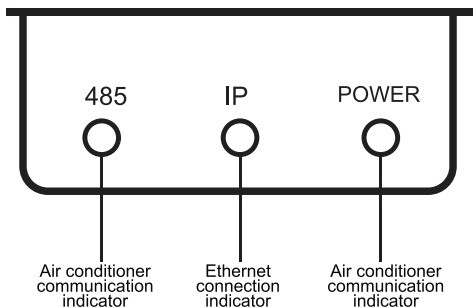 485 IP POWER
Air conditioner Ethernet Air conditioner
communication connection communication
indicator indicator indicator